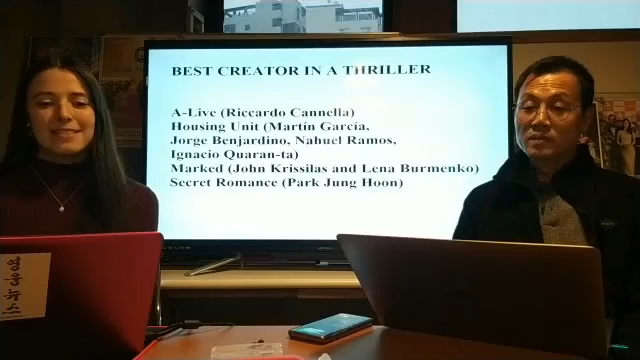 BEST CREATOR IN A THRILLER
A-Live (Riccardo Cannella)
Housing Unit (Martín García,
Jorge Benjardino, Nahuel Ramos,
Ignacio Quaran-ta)
Marked (John Krissilas and Lena Burmenko)
Secret Romance (Park Jung Hoon)
영웅뉴스!